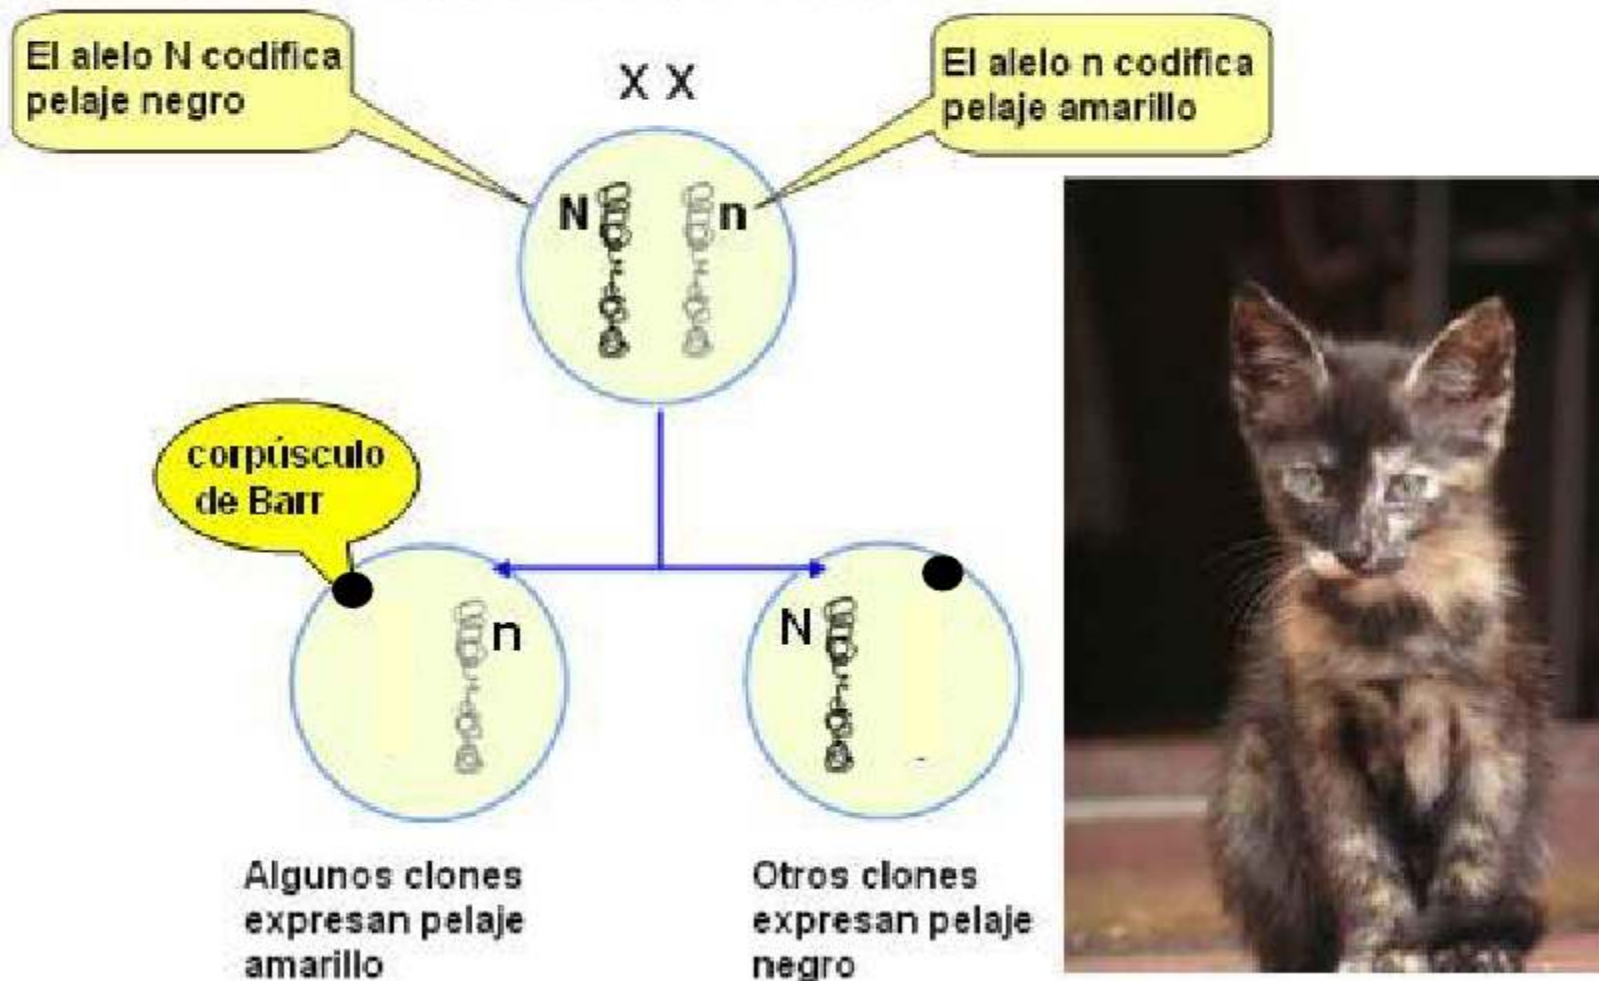 El alelo N codifica
pelaje negro
X X
El alelo n codifica
pelaje amarillo
N
n
corpúsculo
de Barr
n
N
Algunos clones
expresan pelaje
amarillo
Otros clones
expresan pelaje
negro